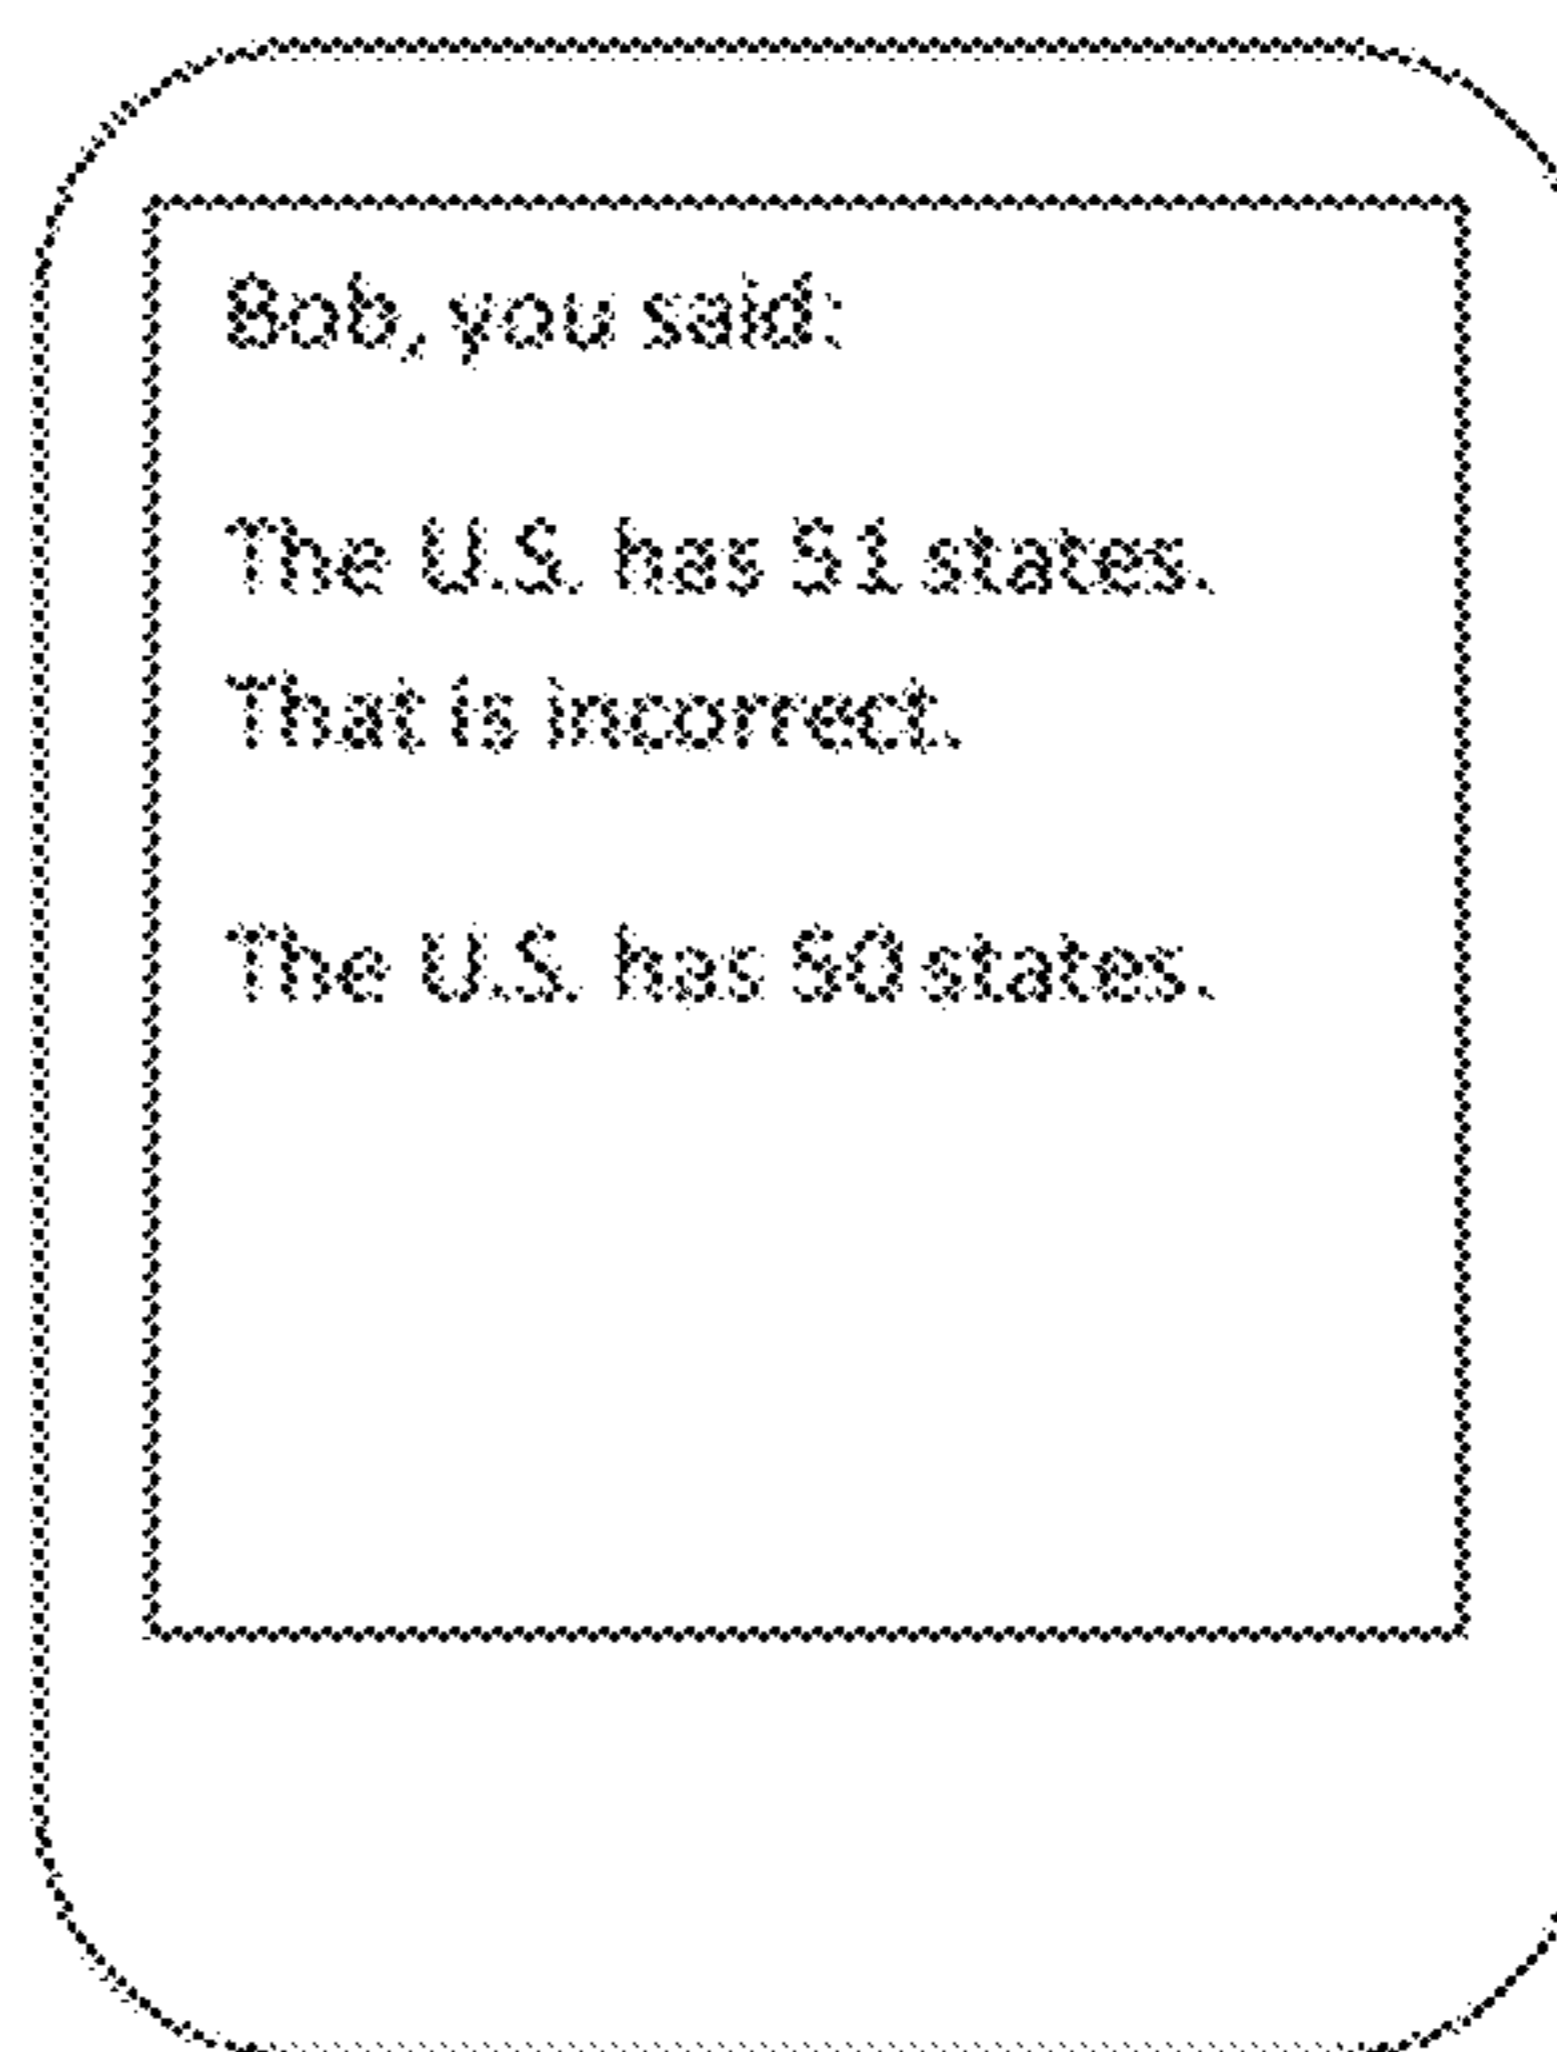 Bob, you said:
The U.S. has 51 states.
That is incorrect.
The U.S. has 50 states.